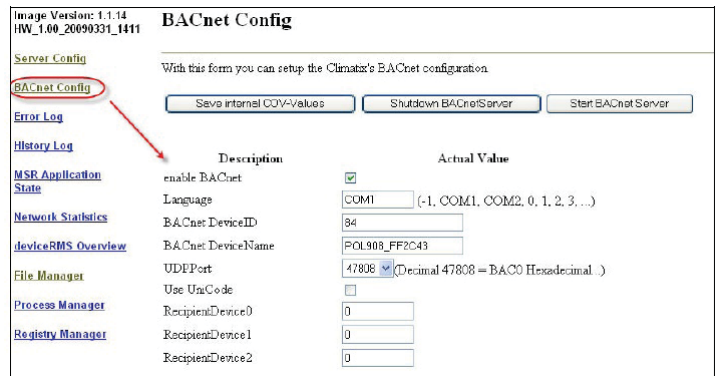 Image Version: 1.1.14
HW_1.00_20090331_1411
BACnet Config
Server Config
BACnet Config
Error Log
History Log
MSR Application
State
Network Statistics
deviceRMS Overview
File Manager
Process Manager
Registry Manager
With this form you can setup the Climatix's BACnet configuration
Save internal COV-Values Shutdown BACnetServer Start BACnet Server
Description Actual Value
enable BACnet
Language COM1 (-1, COM1, COM2, 0, 1, 2, 3, ...)
BACnet DeviceID 84
BACnet DeviceName POL908_FF2C43
UDPPort 47808 (Decimal 47808 = BAC0 Hexadecimal...)
Use UniCode
RecipientDevice0 0
RecipientDevice1 0
RecipientDevice2 0